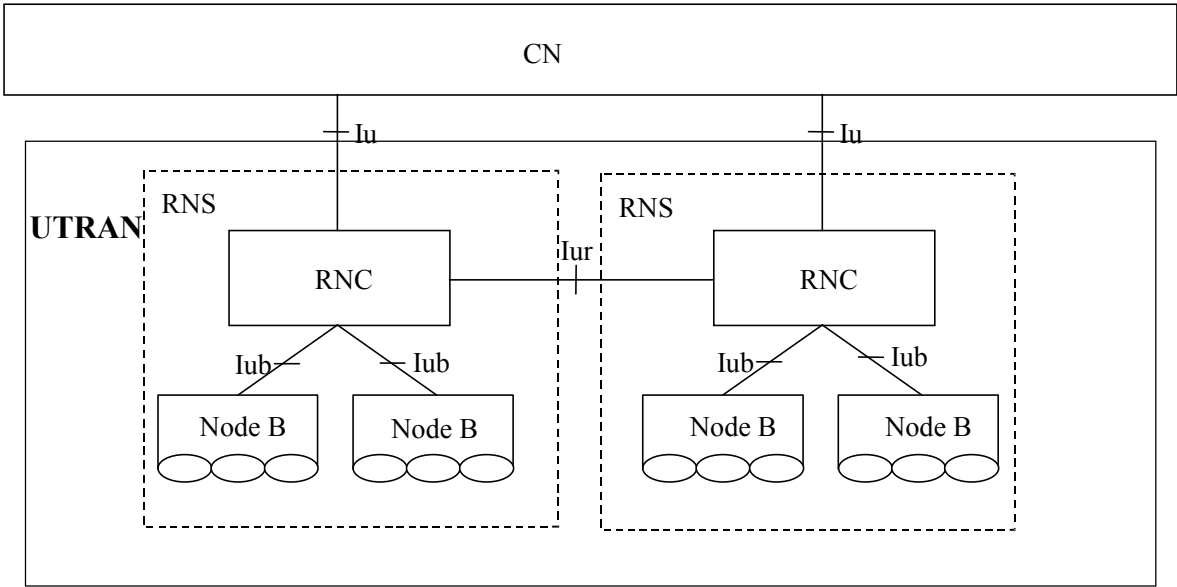 CN
Iu
Iu
UTRAN
RNS
RNS
Iur
RNC
RNC
Iub
Iub
Iub
Iub
Node B
Node B
Node B
Node B